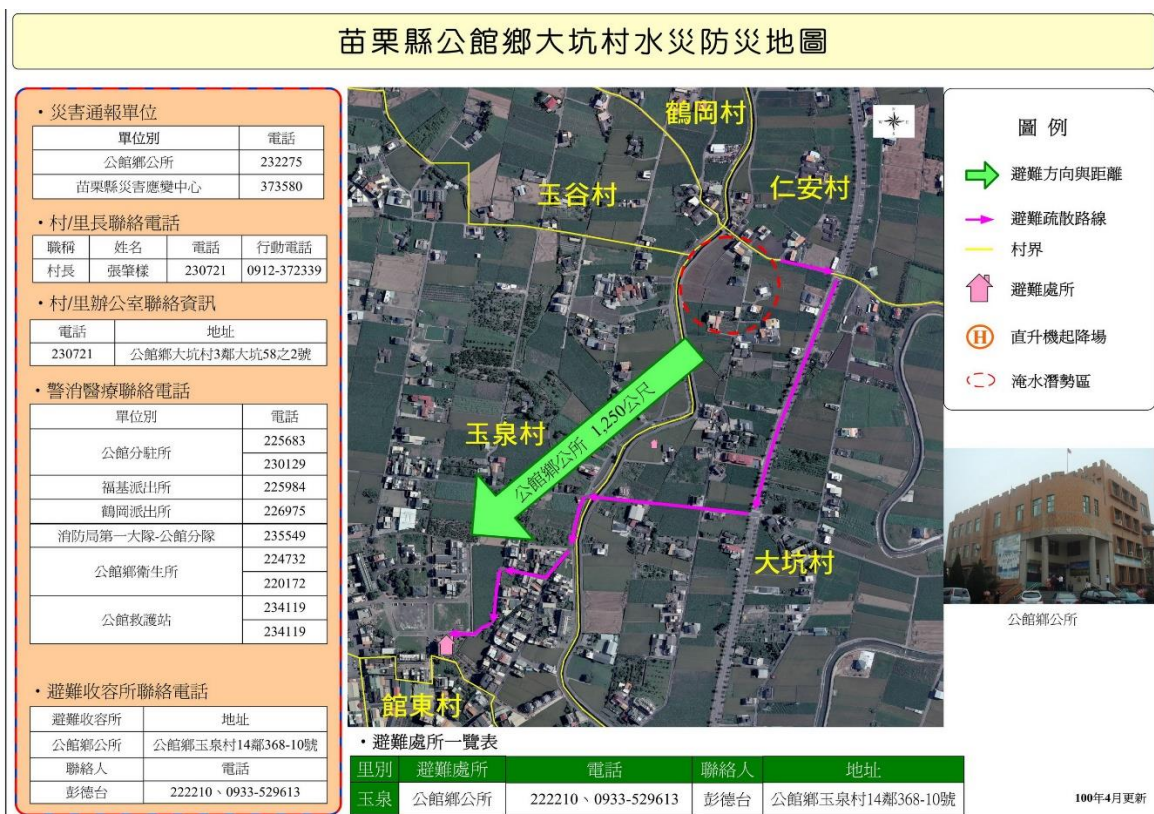 苗栗縣公館鄉大坑村水災防災地圖
・災害通報單位
單位別 電話
公館鄉公所 232275
苗栗縣災害應變中心 373580
・村/里長聯絡電話
職稱 姓名 電話 行動電話
村長 張肇樣 230721 0912-372339
・村/里辦公室聯絡資訊
電話 地址
230721 公館鄉大坑村3鄰大坑58之2號
・警消醫療聯絡電話
單位別 電話
公館分駐所 225683
230129
福基派出所 225984
鶴岡派出所 226975
消防局第一大隊-公館分隊 235549
公館鄉衛生所 224732
220172
公館救護站 234119
234119
・避難收容所聯絡電話
避難收容所 地址
公館鄉公所 公館鄉玉泉村14鄰368-10號
聯絡人 電話
彭德台 222210、0933-529613
鶴岡村
玉谷村
仁安村
玉泉村
公館鄉公所 1,250公尺
大坑村
館東村
圖例
避難方向與距離
避難疏散路線
村界
避難處所
H 直升機起降場
淹水潛勢區
公館鄉公所
・避難處所一覽表
里別 避難處所 電話 聯絡人 地址
玉泉 公館鄉公所 222210、0933-529613 彭德台 公館鄉玉泉村14鄰368-10號
100年4月更新